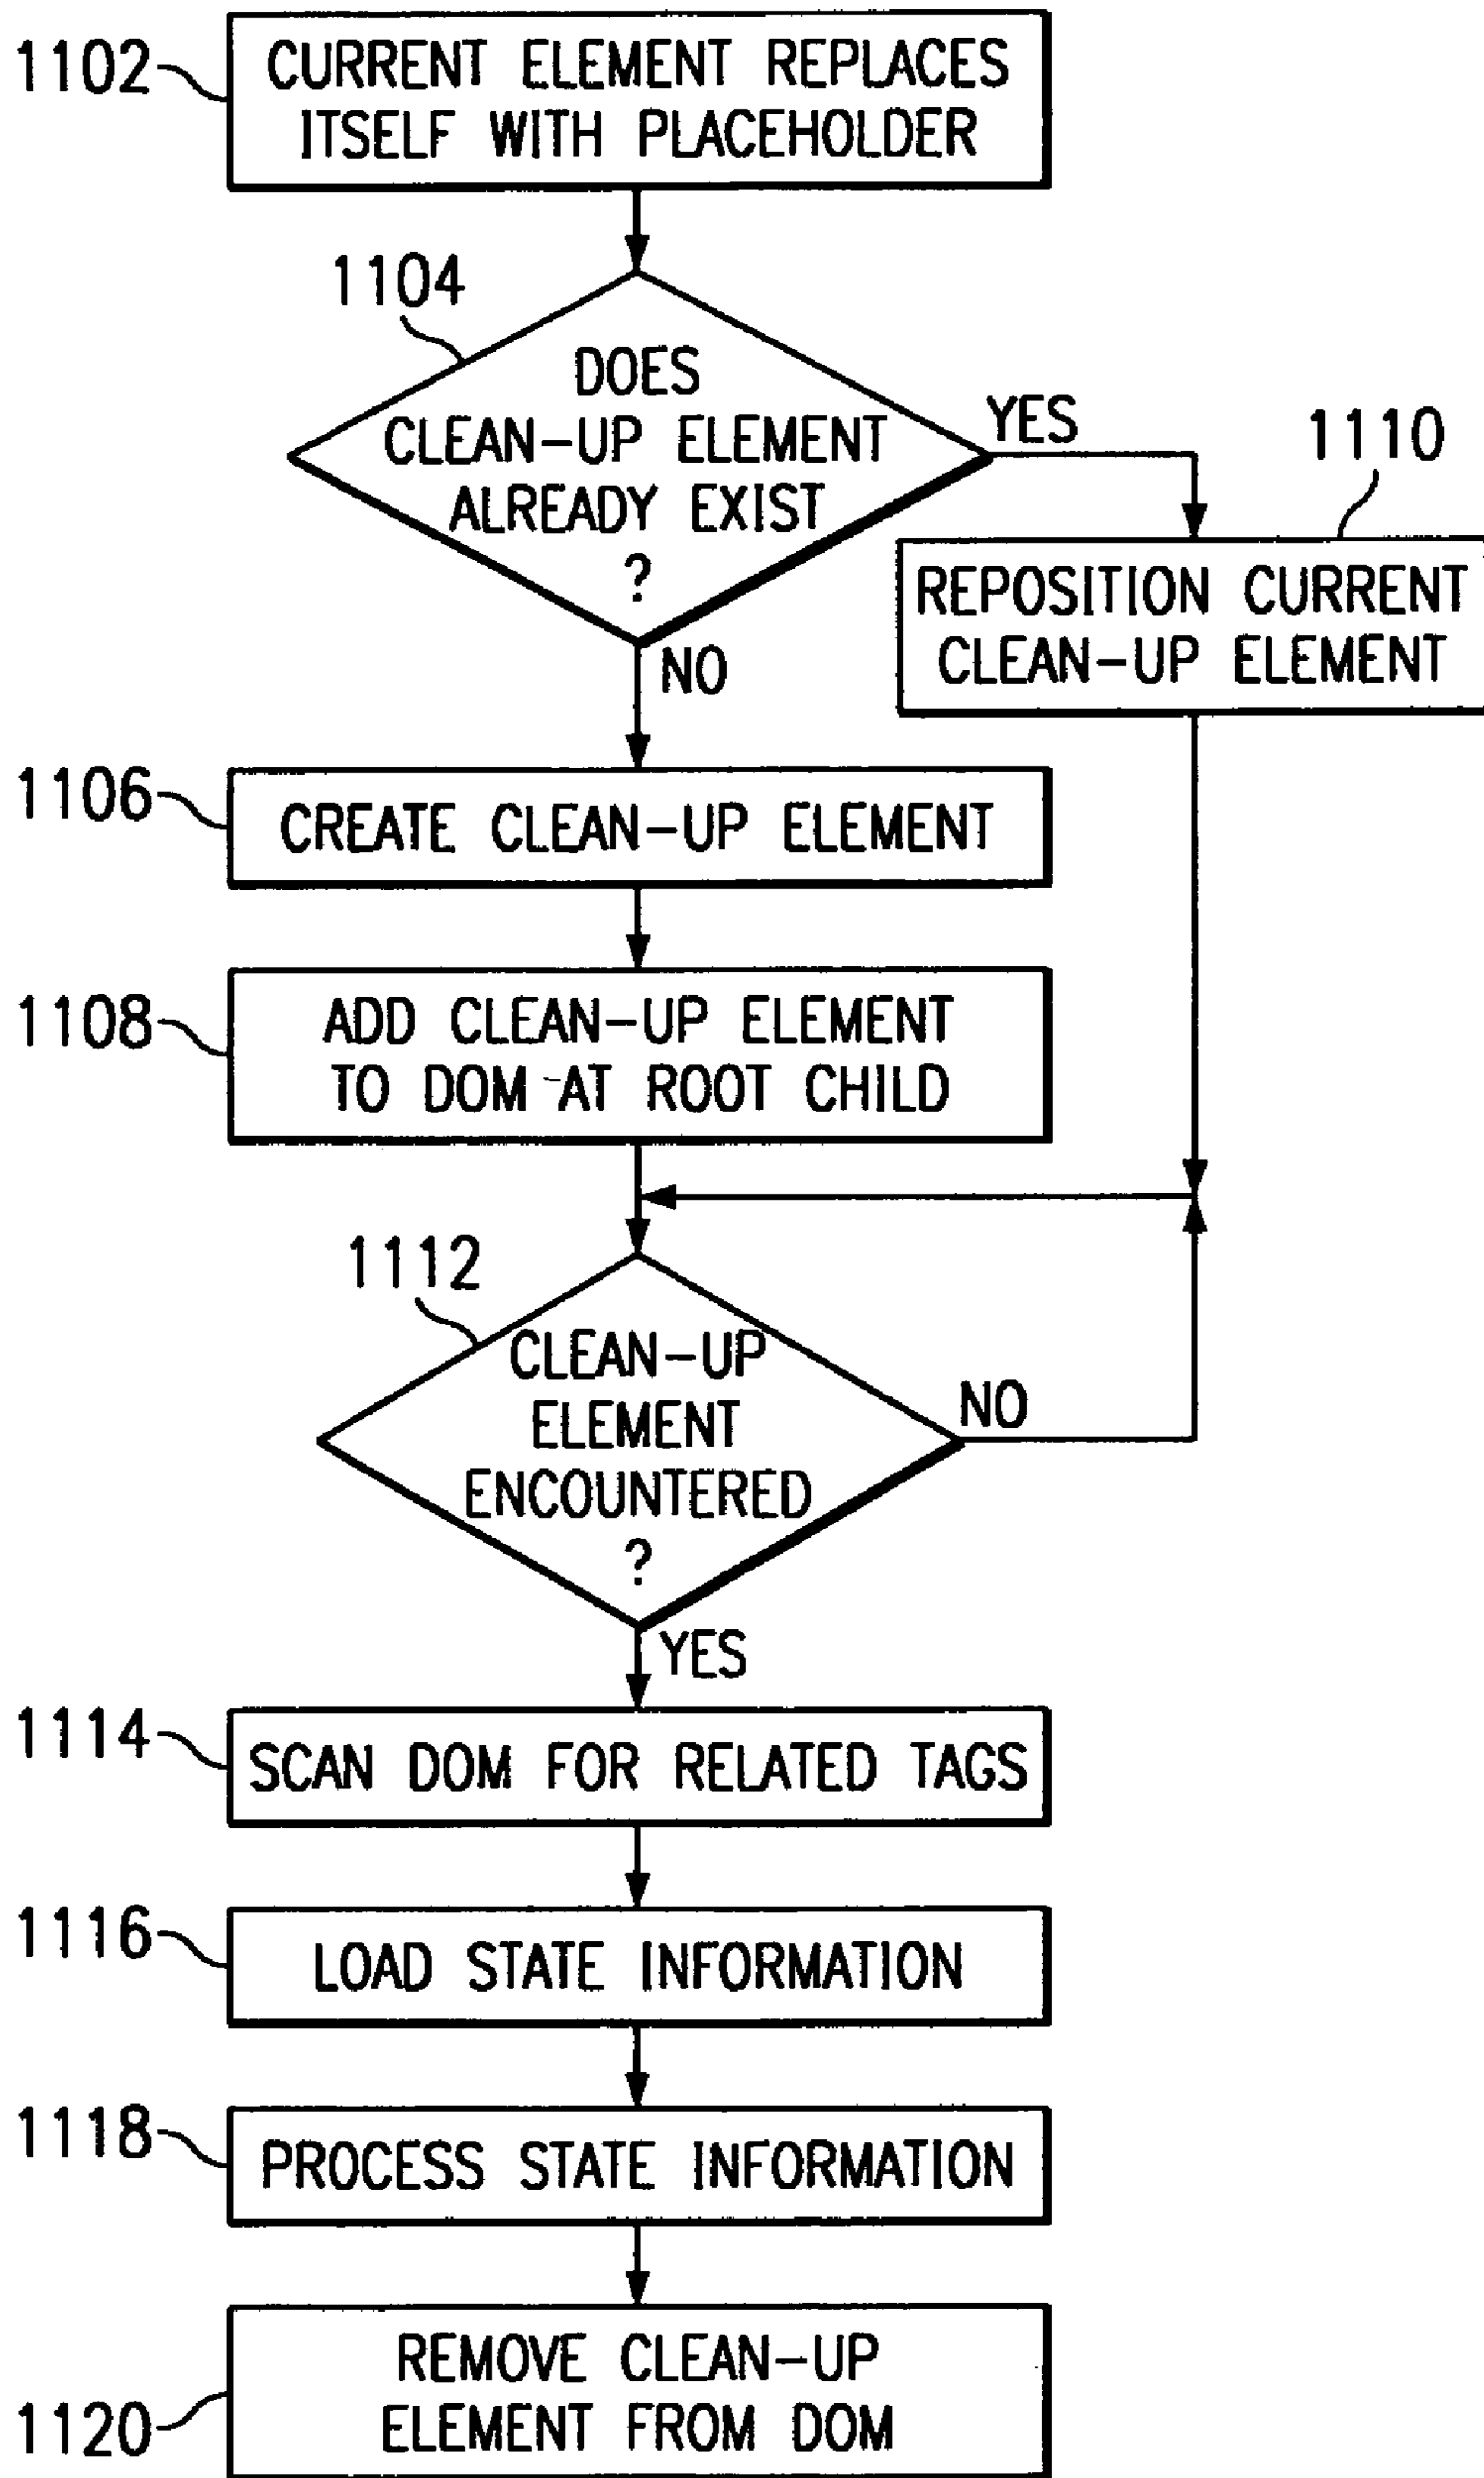 1102
CURRENT ELEMENT REPLACES
ITSELF WITH PLACEHOLDER
1104
DOES
CLEAN-UP ELEMENT
ALREADY EXIST
?
YES
1110
REPOSITION CURRENT
CLEAN-UP ELEMENT
NO
1106
CREATE CLEAN-UP ELEMENT
1108
ADD CLEAN-UP ELEMENT
TO DOM AT ROOT CHILD
1112
CLEAN-UP
ELEMENT
ENCOUNTERED
?
NO
YES
1114
SCAN DOM FOR RELATED TAGS
1116
LOAD STATE INFORMATION
1118
PROCESS STATE INFORMATION
1120
REMOVE CLEAN-UP
ELEMENT FROM DOM